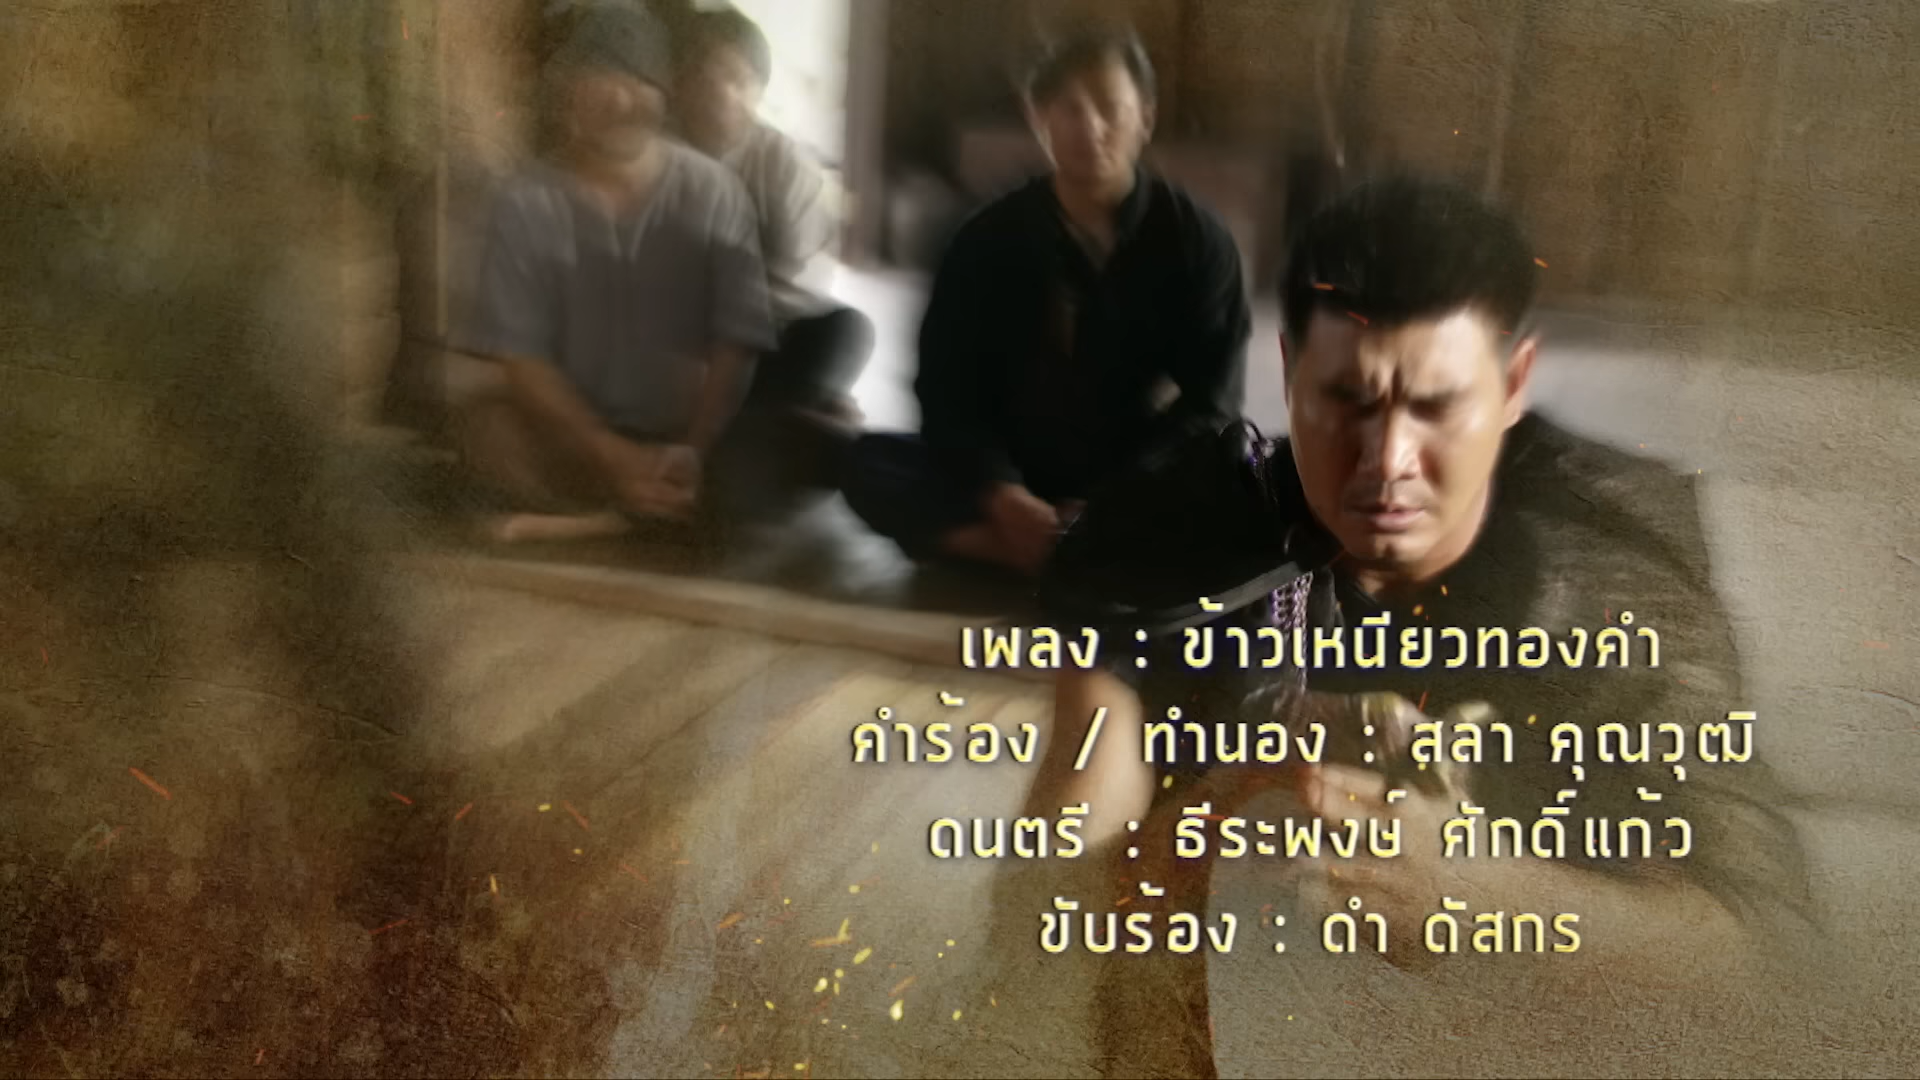 เพลง : ข้าวเหนียวทองคำ
คำร้อง / ทำนอง : สลา คุณวุฒิ
ดนตรี : ธีระพงษ์ ศักดิ์แก้ว
ขับร้อง : ดำ ดัสกร